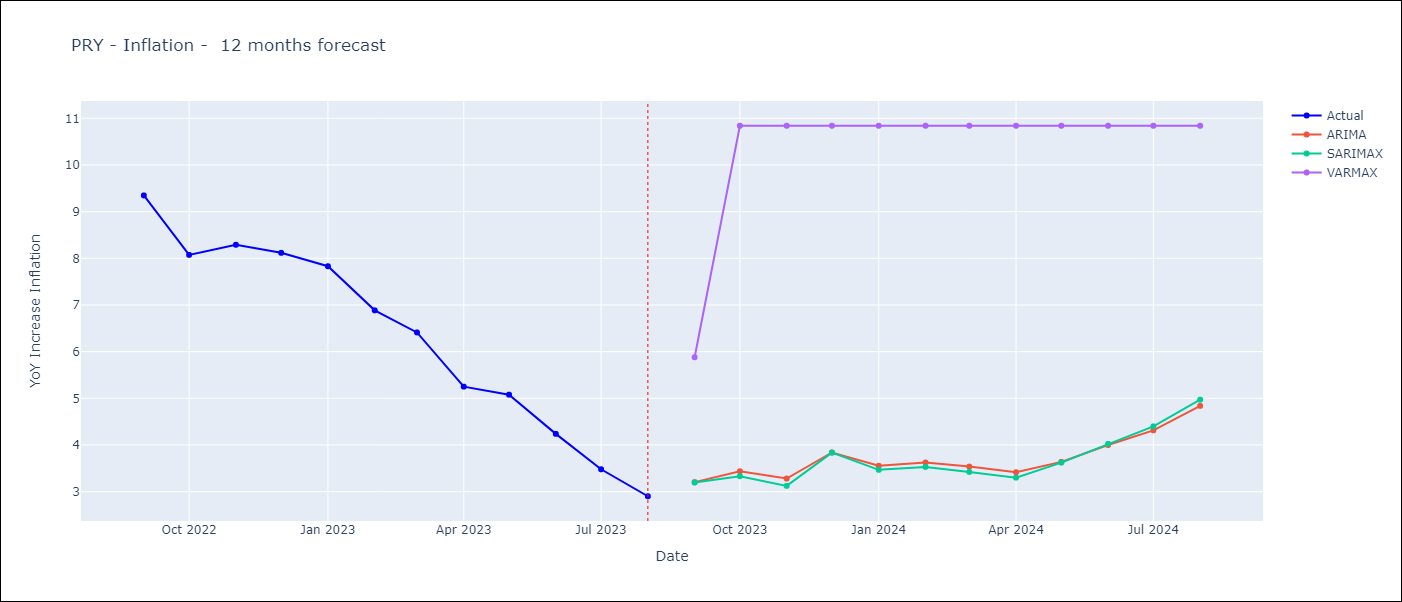 PRY - Inflation -  12 months forecast
YoY Increase Inflation
11
10
9
8
7
6
5
4
3
Oct 2022
Jan 2023
Apr 2023
Jul 2023
Oct 2023
Jan 2024
Apr 2024
Jul 2024
Date
Actual
ARIMA
SARIMAX
VARMAX